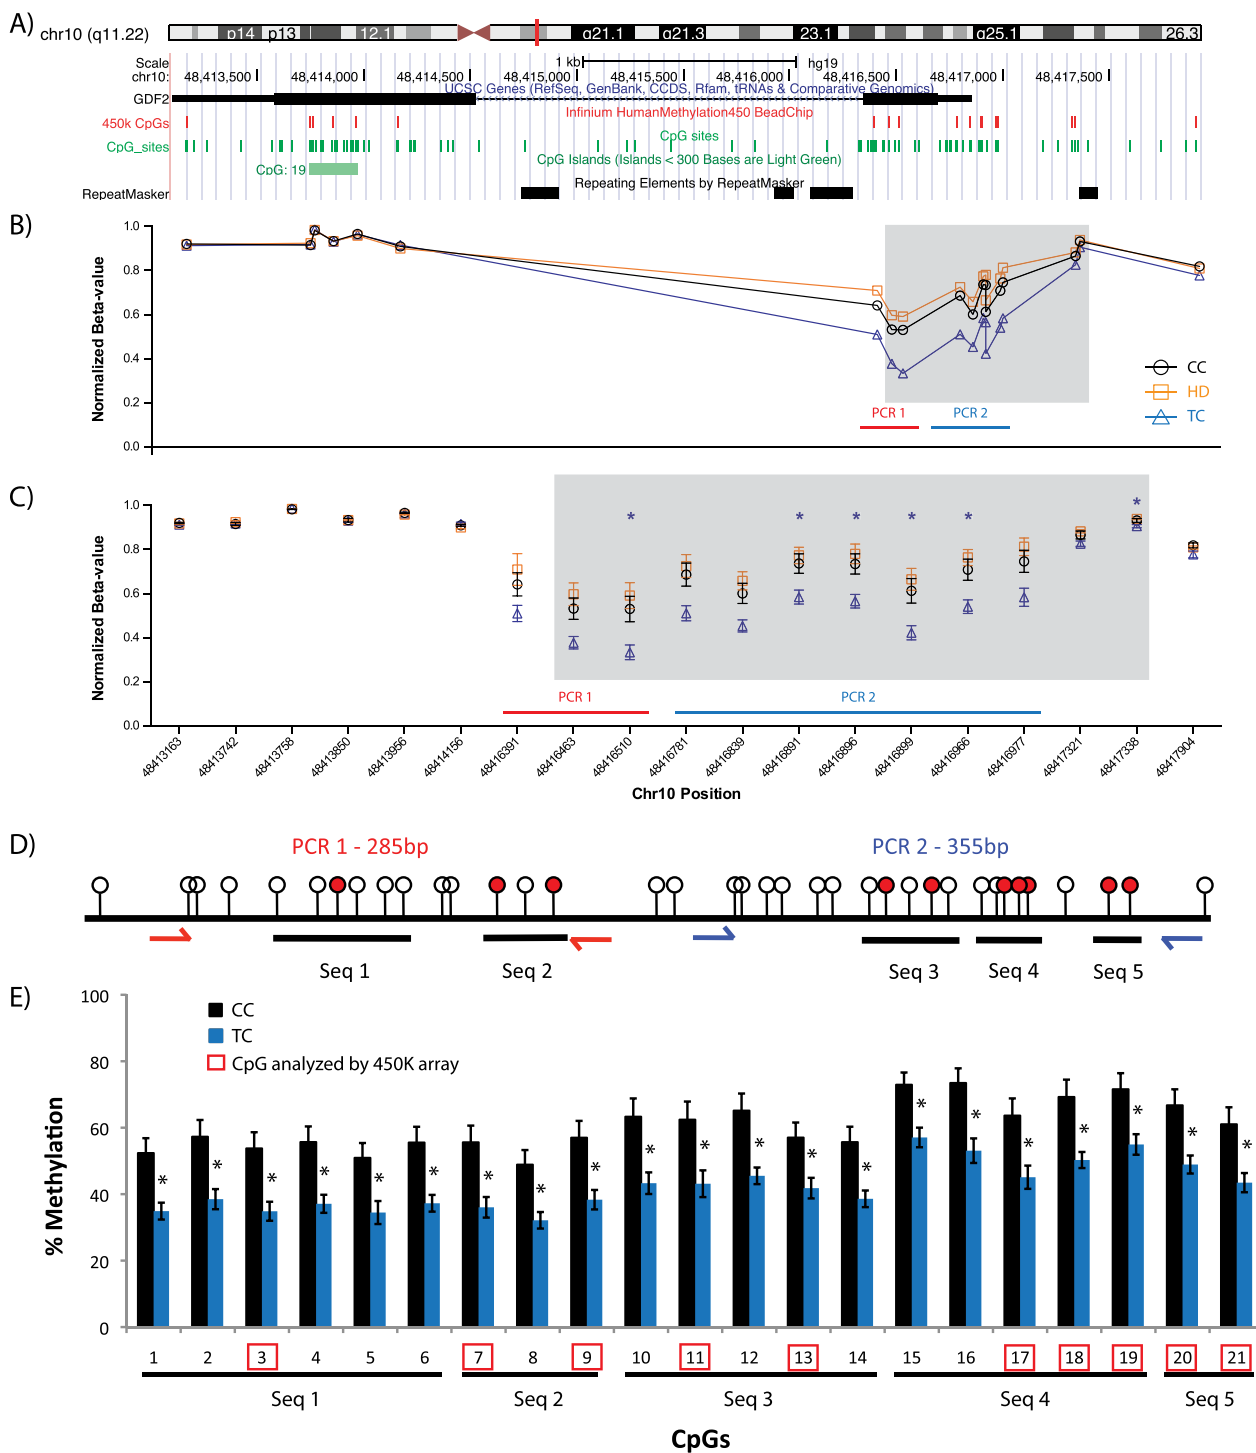 A)
chr10 (q11.22)
p14 p13 12.1 q21.1 q21.3 23.1 q25.1 26.3
Scale 1 kb hg19
chr10: 48,413,500 48,414,000 48,414,500 48,415,000 48,415,500 48,416,000 48,416,500 48,417,000 48,417,500
UCSC Genes (RefSeq, GenBank, CCDS, Rfam, tRNAs & Comparative Genomics)
GDF2
Infinium HumanMethylation450 BeadChip
450k CpGs
CpG sites
CpG_sites
CpG Islands (Islands < 300 Bases are Light Green)
CpG: 19
Repeating Elements by RepeatMasker
RepeatMasker
B)
Normalized Beta-value
1.0
0.8
0.6
0.4
0.2
0.0
CC
HD
TC
PCR 1 PCR 2
C)
Normalized Beta-value
1.0
0.8
0.6
0.4
0.2
0.0
* * * * * *
PCR 1 PCR 2
48413163 48413742 48413758 48413850 48413956 48414156 48416391 48416463 48416510 48416781 48416839 48416891 48416896 48416899 48416966 48416977 48417321 48417338 48417904
Chr10 Position
D)
PCR 1 - 285bp PCR 2 - 355bp
Seq 1 Seq 2 Seq 3 Seq 4 Seq 5
E)
% Methylation
100
80
60
40
20
0
CC
TC
CpG analyzed by 450K array
* * * * * * * * * * * * * * * * * * * * *
1 2 3 4 5 6 7 8 9 10 11 12 13 14 15 16 17 18 19 20 21
Seq 1 Seq 2 Seq 3 Seq 4 Seq 5
CpGs